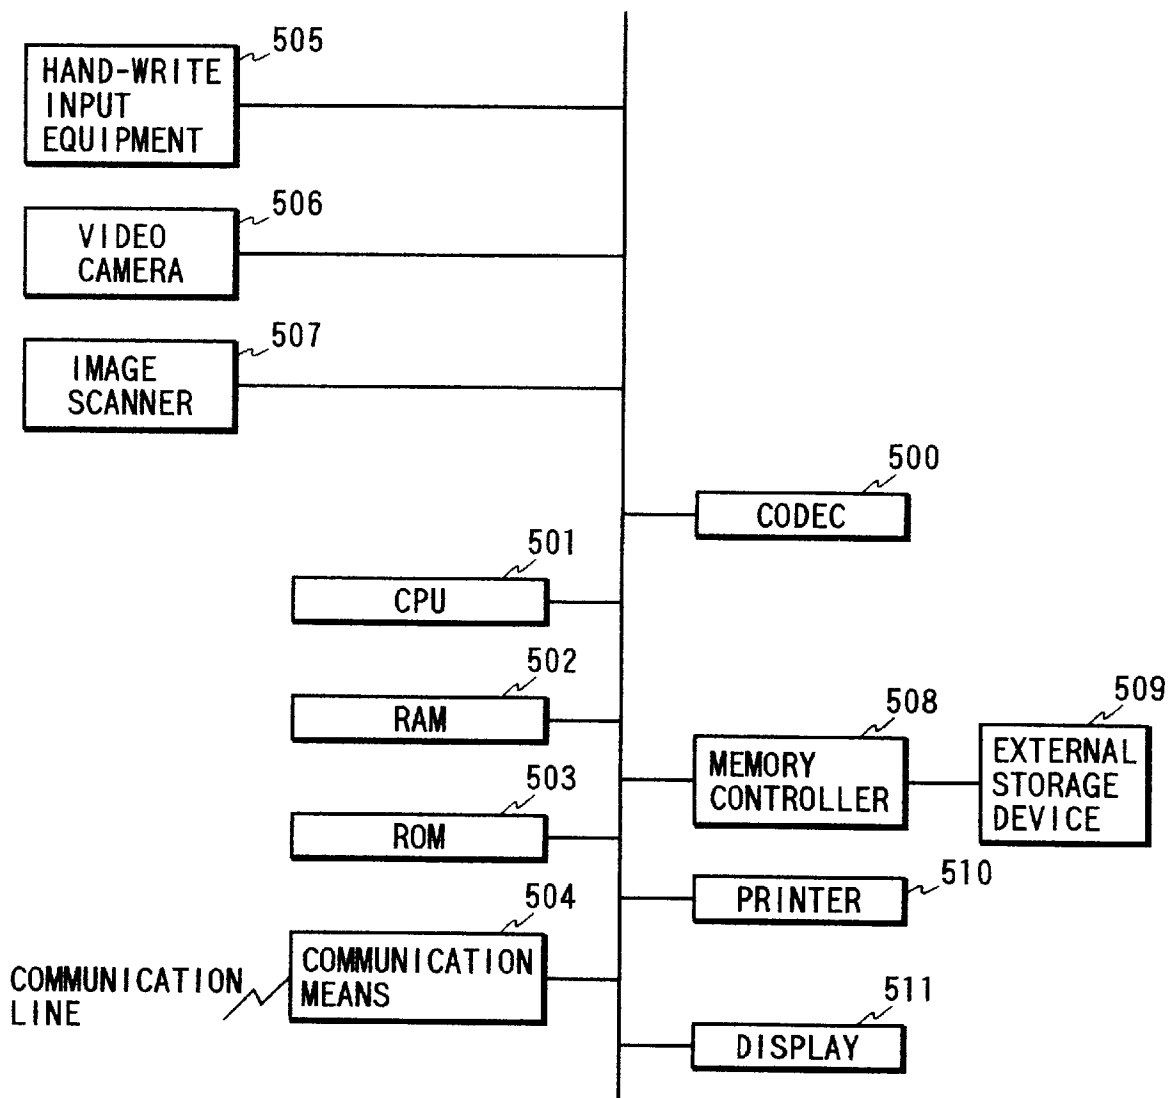 505
HAND-WRITE
INPUT
EQUIPMENT
506
VIDEO
CAMERA
507
IMAGE
SCANNER
500
CODEC
501
CPU
502
RAM
508
MEMORY
CONTROLLER
509
EXTERNAL
STORAGE
DEVICE
503
ROM
510
PRINTER
504
COMMUNICATION
MEANS
COMMUNICATION
LINE
511
DISPLAY